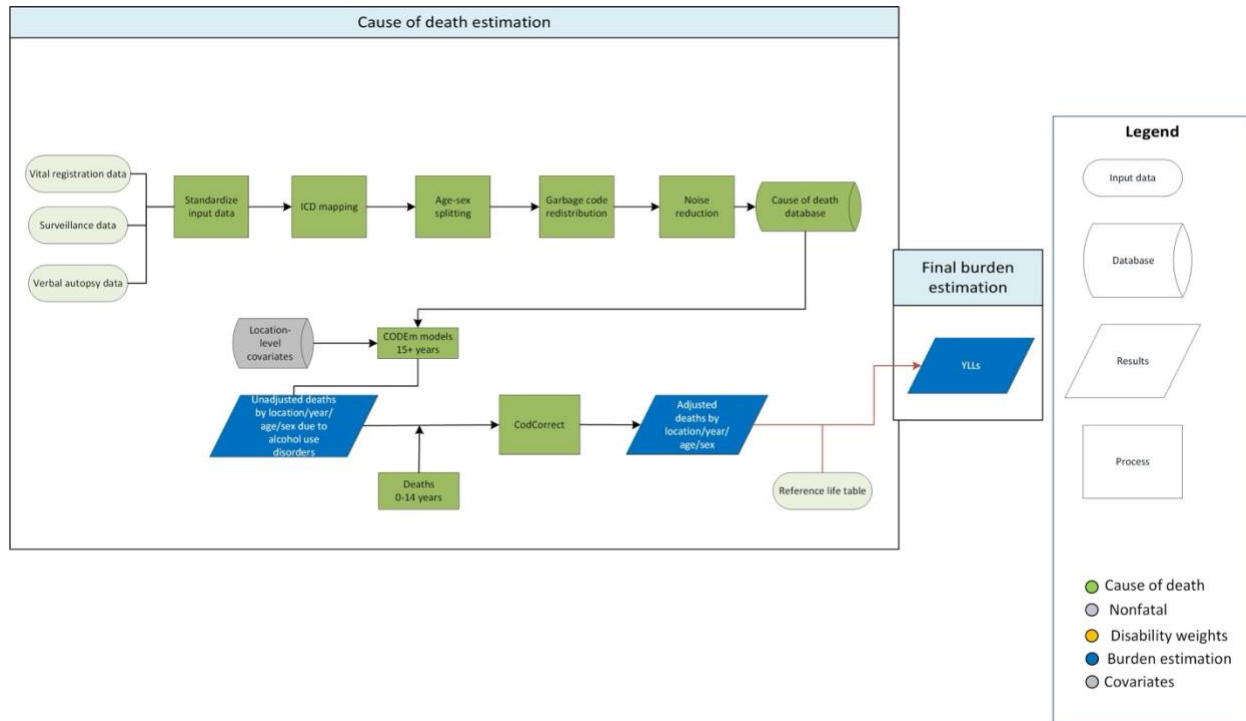 Cause of death estimation
Vital registration data
Surveillance data
Verbal autopsy data
Standardize
input data
ICD mapping
Age-sex
splitting
Garbage code
redistribution
Noise
reduction
Cause of death
database
Location-
level
covariates
CODEm models
15+ years
Unadjusted deaths
by location/year/
age/sex due to
alcohol use
disorders
Deaths
0-14 years
CodCorrect
Adjusted
deaths by
location/year/
age/sex
Reference life table
Final burden
estimation
YLLs
Legend
Input data
Database
Results
Process
Cause of death
Nonfatal
Disability weights
Burden estimation
Covariates